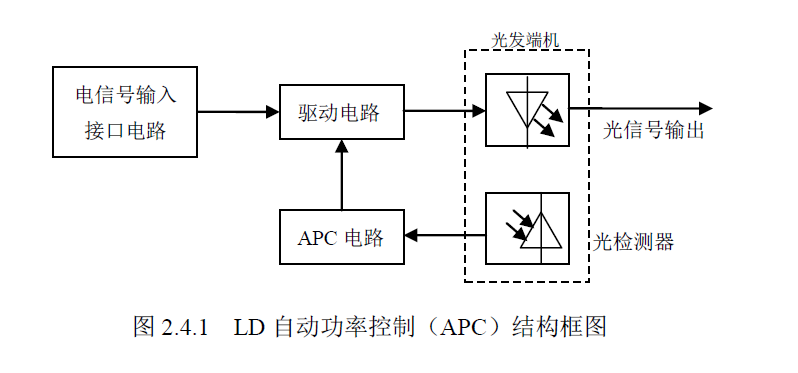 光发端机
电信号输入
接口电路
驱动电路
光信号输出
APC 电路
光检测器
图 2.4.1 LD 自动功率控制（APC）结构框图